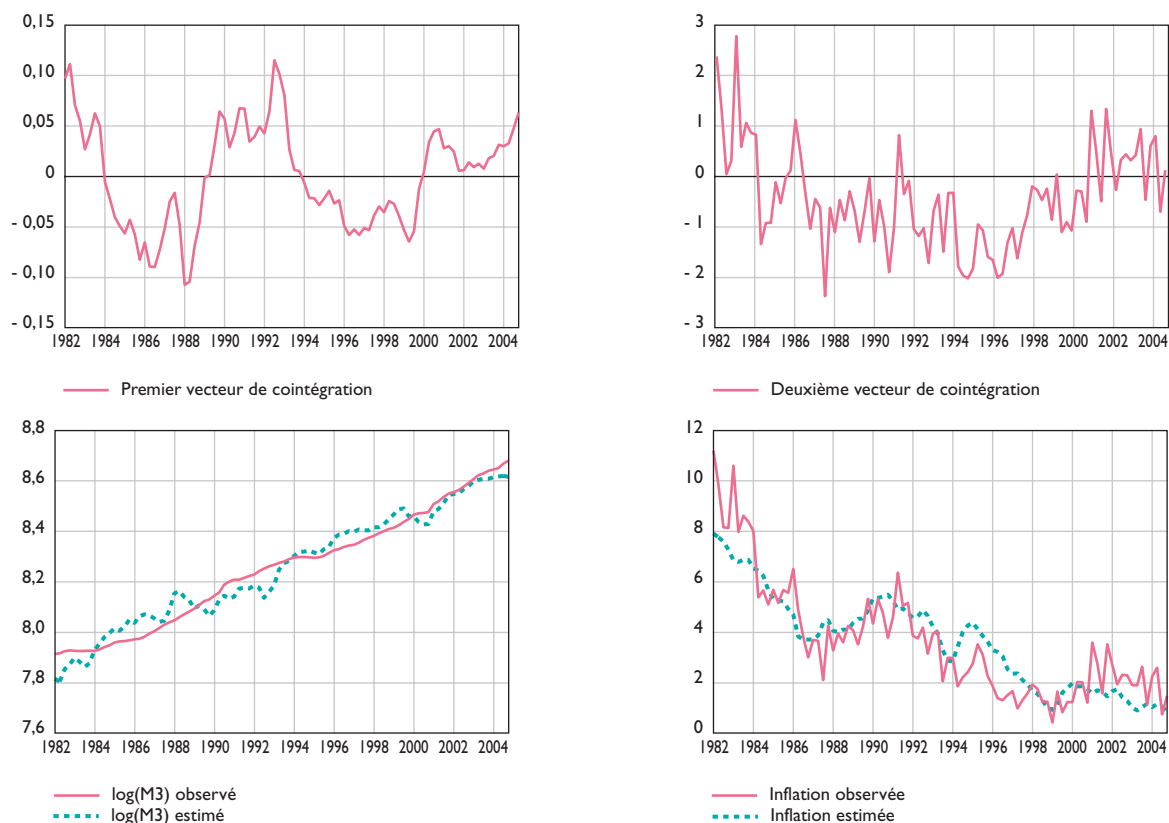 0,15
0,10
0,05
0
- 0,05
- 0,10
- 0,15
1982 1984 1986 1988 1990 1992 1994 1996 1998 2000 2002 2004
Premier vecteur de cointégration
3
2
1
0
- 1
- 2
- 3
1982 1984 1986 1988 1990 1992 1994 1996 1998 2000 2002 2004
Deuxième vecteur de cointégration
8,8
8,6
8,4
8,2
8,0
7,8
7,6
1982 1984 1986 1988 1990 1992 1994 1996 1998 2000 2002 2004
log(M3) observé
log(M3) estimé
12
10
8
6
4
2
0
1982 1984 1986 1988 1990 1992 1994 1996 1998 2000 2002 2004
Inflation observée
Inflation estimée